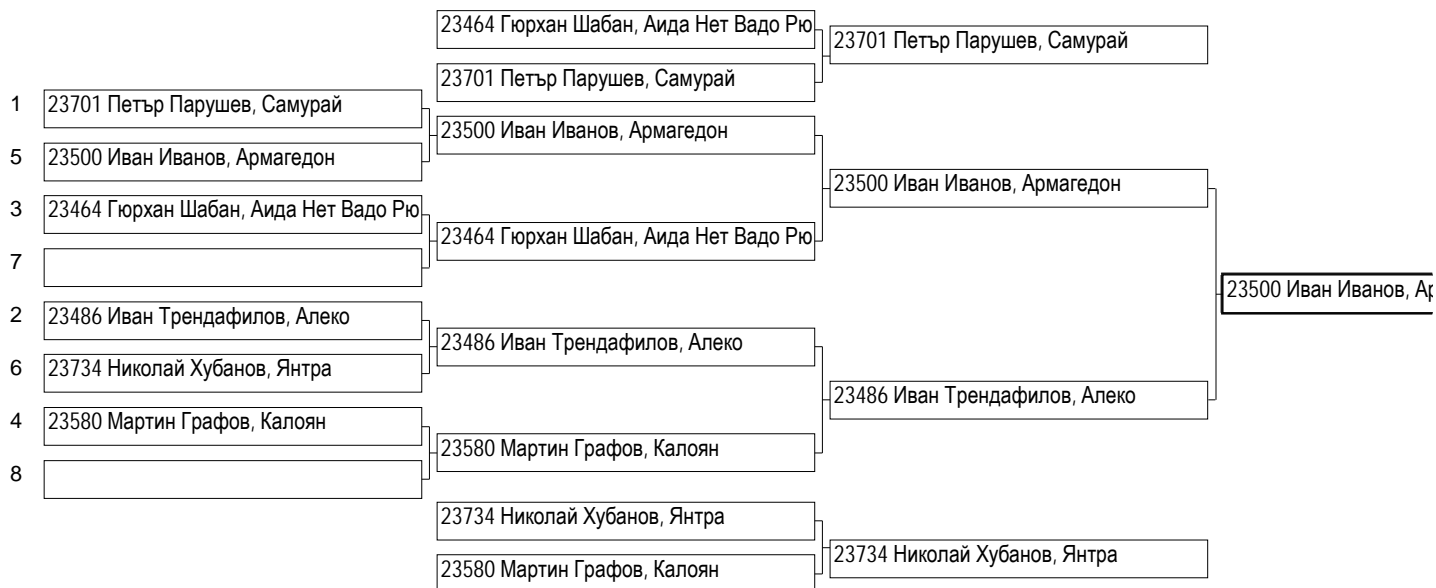 23464 Гюрхан Шабан, Аида Нет Вадо Рю
23701 Петър Парушев, Самурай
23701 Петър Парушев, Самурай
1 23701 Петър Парушев, Самурай
23500 Иван Иванов, Армагедон
5 23500 Иван Иванов, Армагедон
23500 Иван Иванов, Армагедон
3 23464 Гюрхан Шабан, Аида Нет Вадо Рю
23464 Гюрхан Шабан, Аида Нет Вадо Рю
7
23500 Иван Иванов, Ар
2 23486 Иван Трендафилов, Алеко
23486 Иван Трендафилов, Алеко
6 23734 Николай Хубанов, Янтра
23486 Иван Трендафилов, Алеко
4 23580 Мартин Графов, Калоян
23580 Мартин Графов, Калоян
8
23734 Николай Хубанов, Янтра
23734 Николай Хубанов, Янтра
23580 Мартин Графов, Калоян